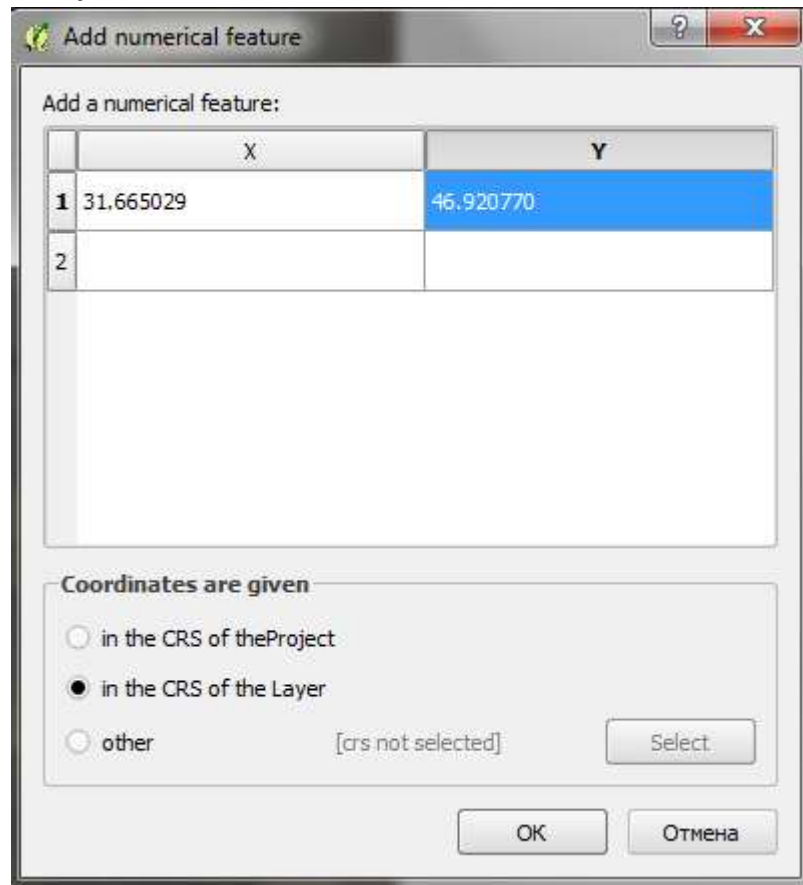 Add numerical feature
Add a numerical feature:
X Y
1 31.665029 46.920770
2
Coordinates are given
in the CRS of theProject
in the CRS of the Layer
other [crs not selected] Select
OK Отмена